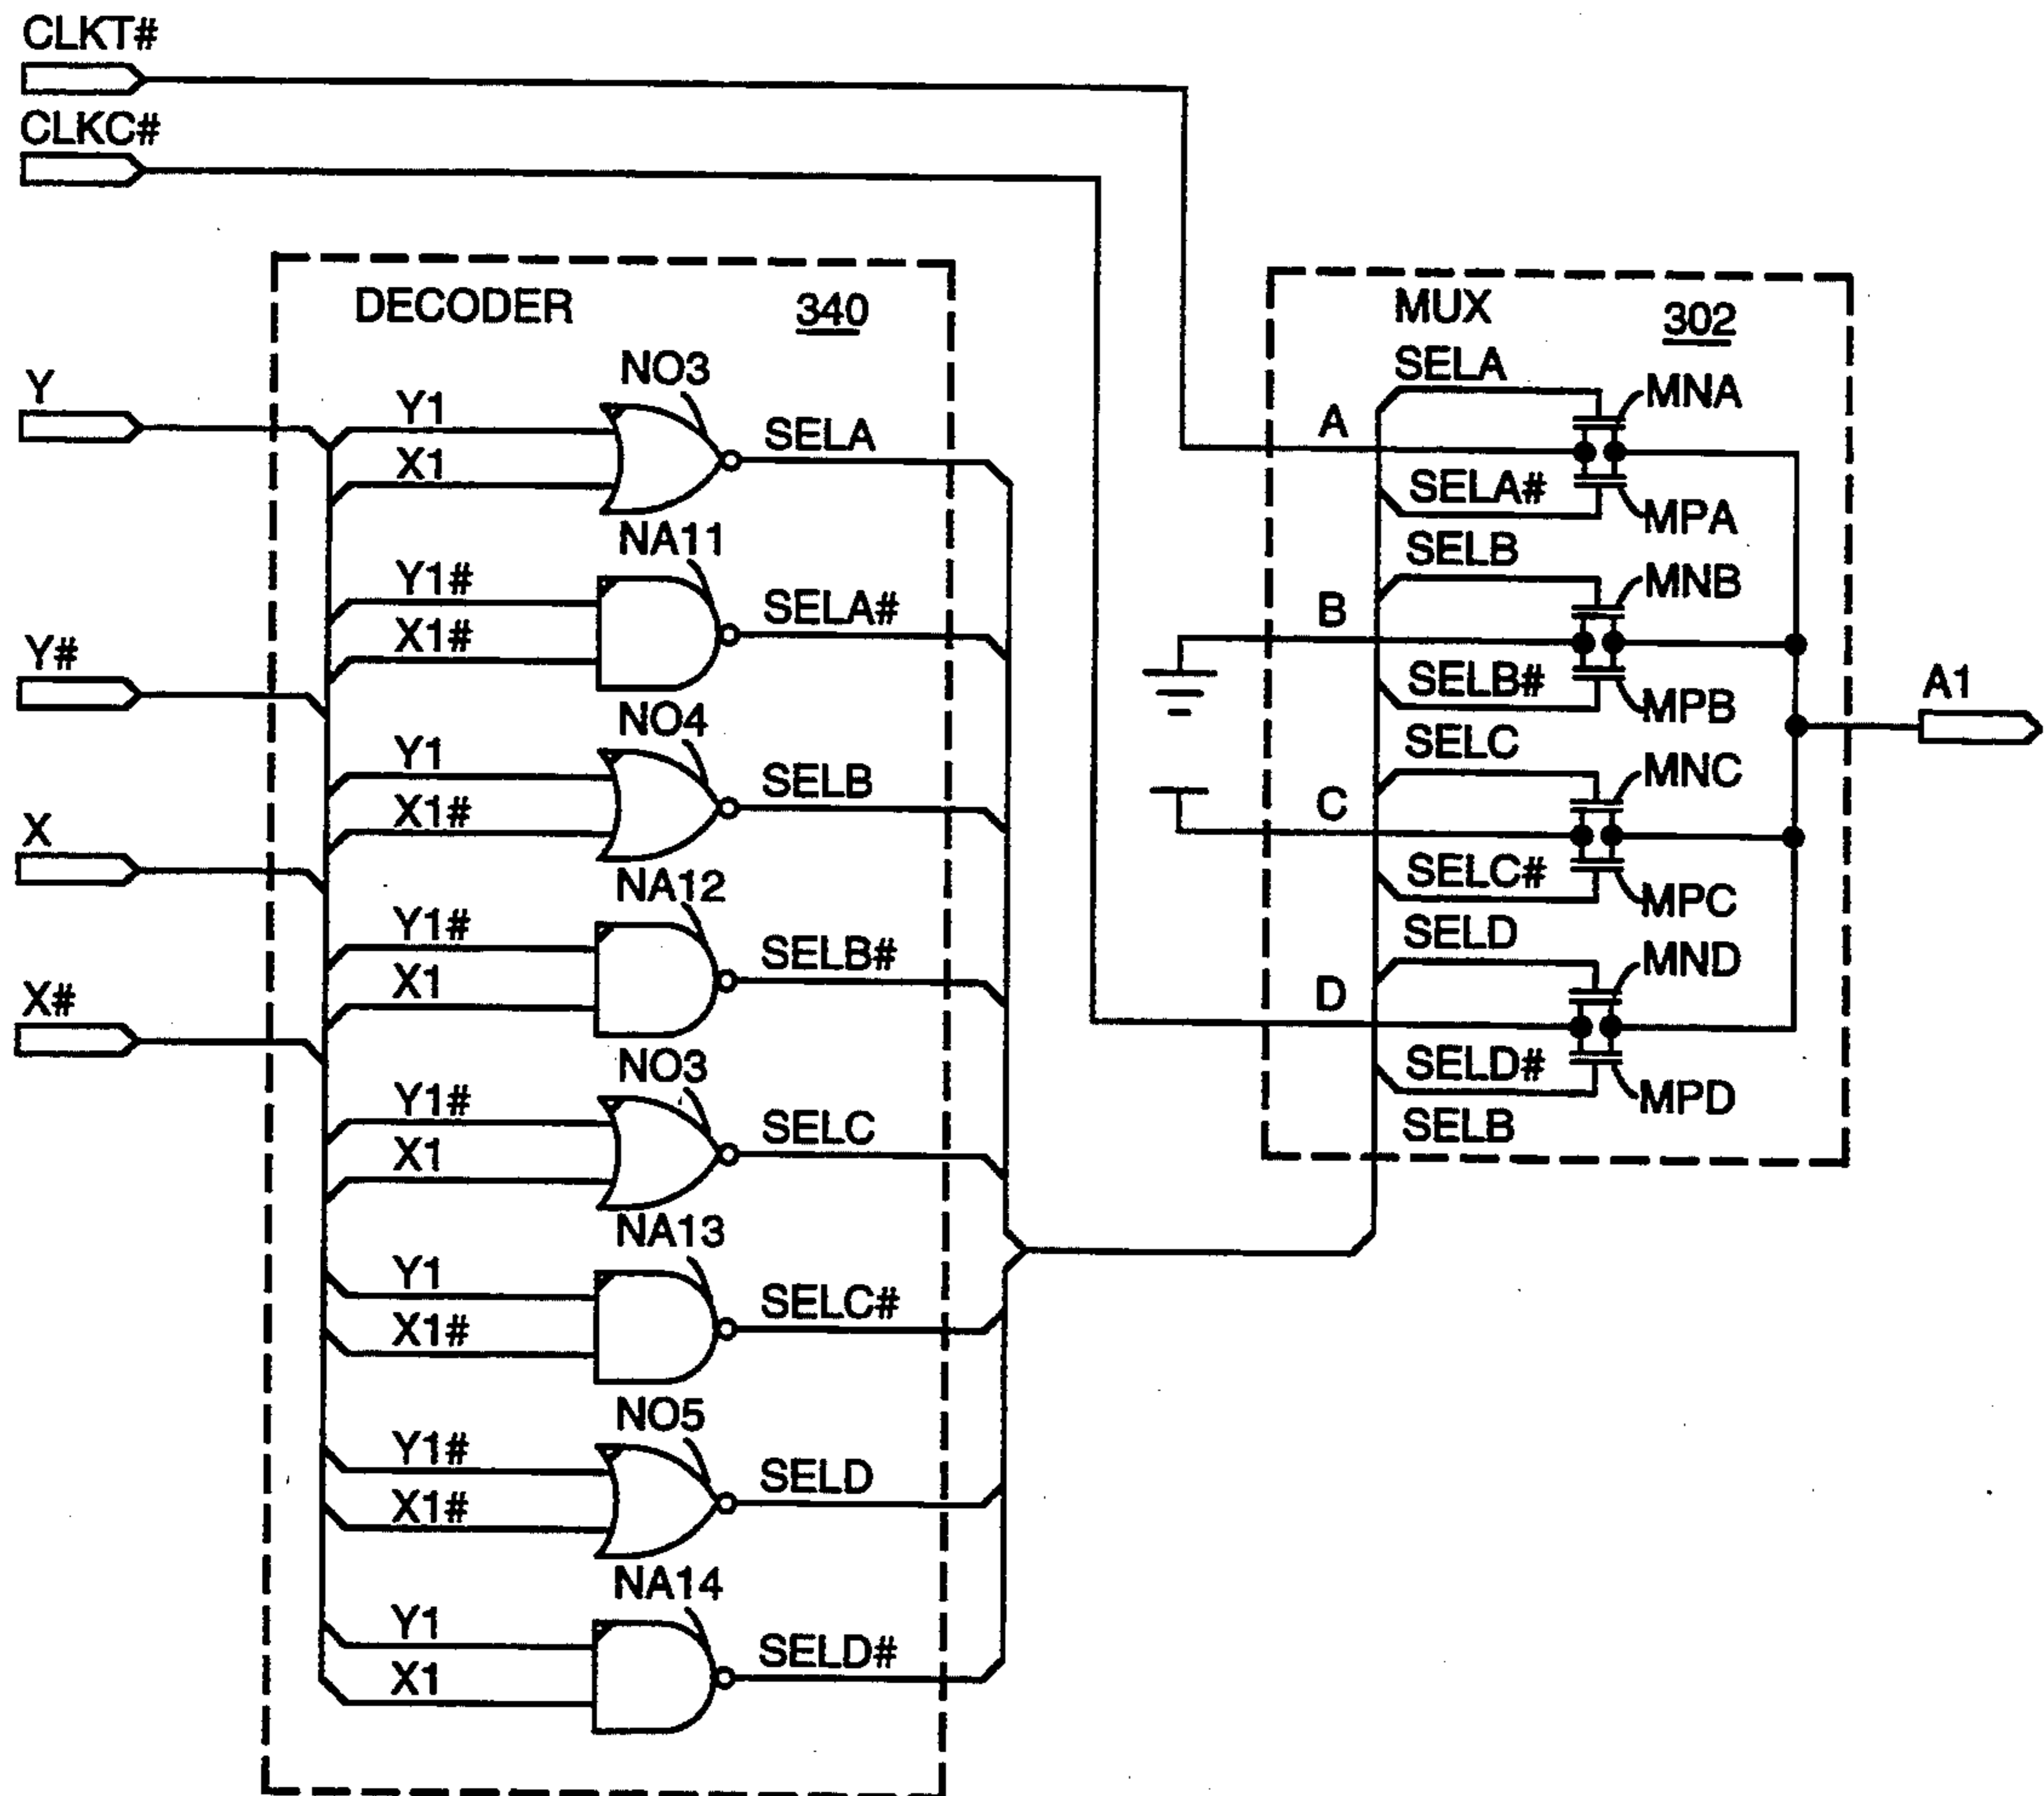 CLKT#
CLKC#
DECODER 340
Y
Y1
X1
NO3
SELA
Y1#
X1#
NA11
SELA#
Y#
Y1
X1#
NO4
SELB
X
Y1#
X1
NA12
SELB#
X#
Y1#
X1
NO3
SELC
Y1
X1#
NA13
SELC#
Y1#
X1#
NO5
SELD
Y1
X1
NA14
SELD#
MUX 302
SELA
MNA
A
SELA#
MPA
SELB
MNB
B
SELB#
MPB
A1
SELC
MNC
C
SELC#
MPC
SELD
MND
D
SELD#
MPD
SELB